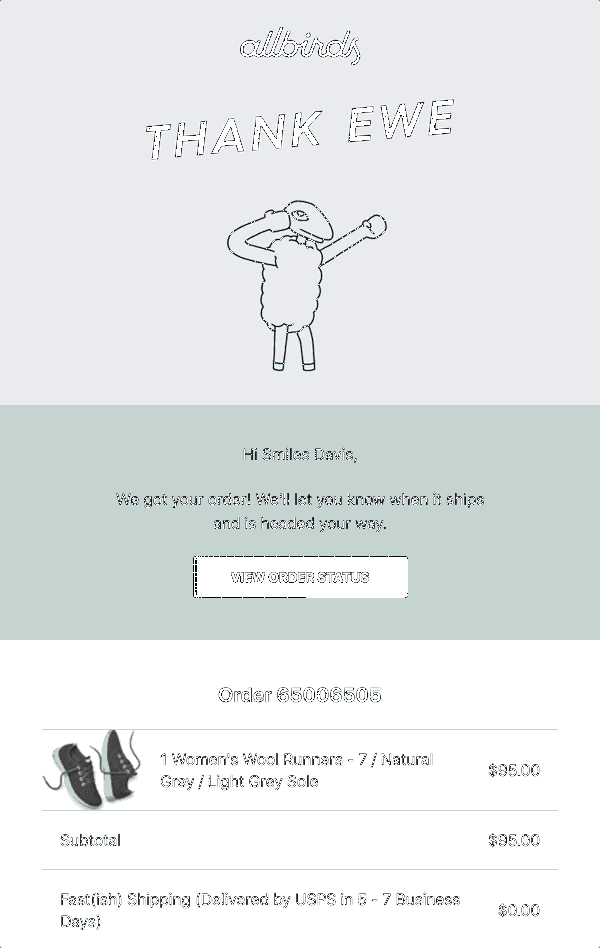 allbirds
THANK EWE
Hi Smiles Davis,
We got your order! We'll let you know when it ships
and is headed your way.
VIEW ORDER STATUS
Order 65006505
1 Women's Wool Runners - 7 / Natural
Gray / Light Grey Sole
$95.00
Subtotal
$95.00
Fast(ish) Shipping (Delivered by USPS in 5 - 7 Business
Days)
$0.00